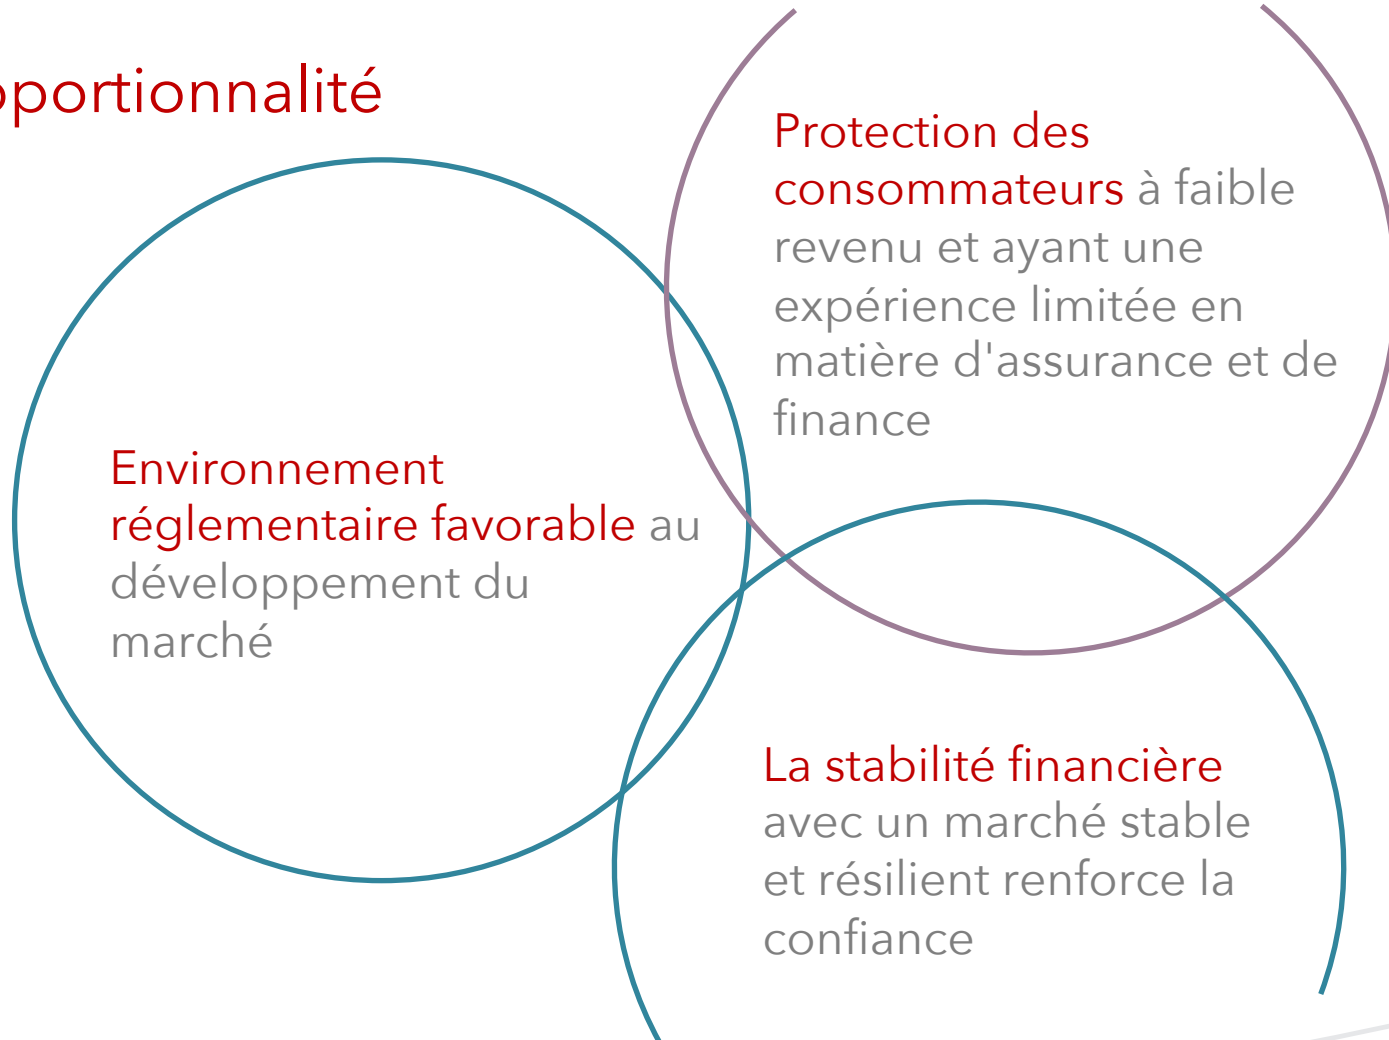 oportionnalité
Protection des
consommateurs à faible
revenu et ayant une
expérience limitée en
matière d'assurance et de
finance
Environnement
réglementaire favorable au
développement du
marché
La stabilité financière
avec un marché stable
et résilient renforce la
confiance